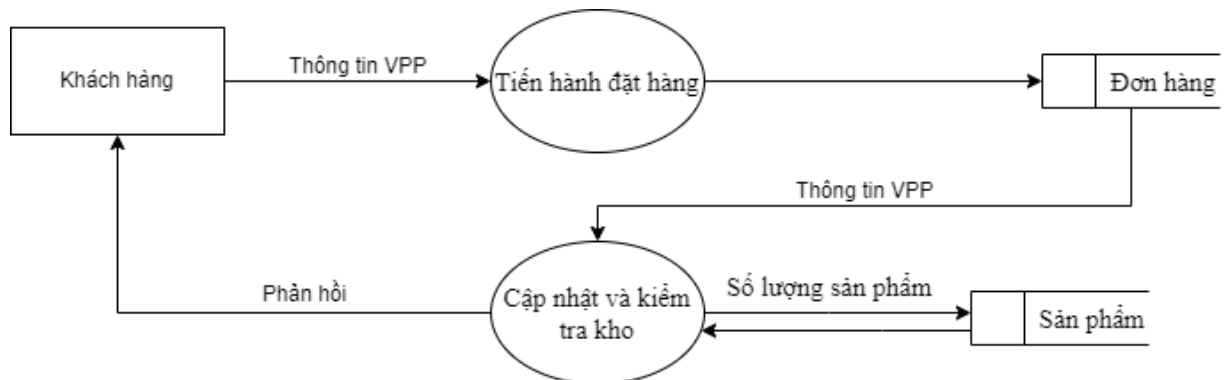 Khách hàng
Thông tin VPP
Tiến hành đặt hàng
Đơn hàng
Thông tin VPP
Phản hồi
Cập nhật và kiểm
tra kho
Số lượng sản phẩm
Sản phẩm